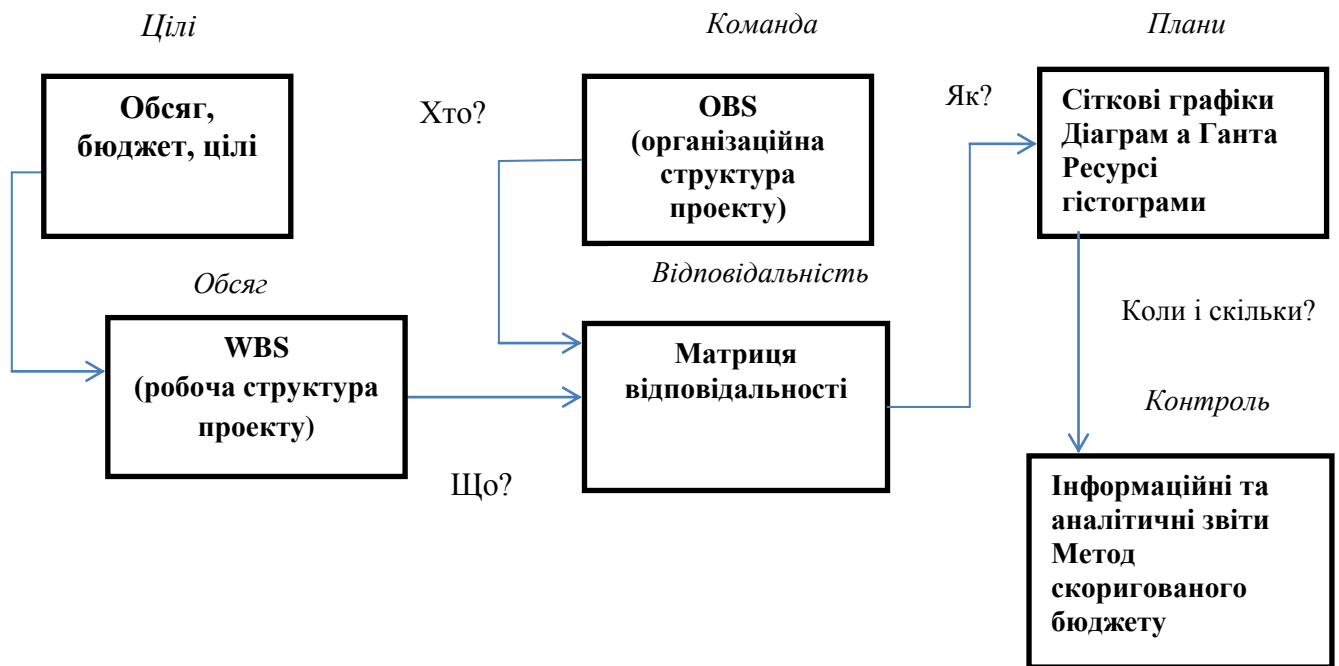 Цілі
Обсяг,
бюджет, цілі
Обсяг
WBS
(робоча структура
проекту)
Що?
Хто?
Команда
OBS
(організаційна
структура
проекту)
Відповідальність
Матриця
відповідальності
Як?
Плани
Сіткові графіки
Діаграм а Ганта
Ресурсі
гістограми
Коли і скільки?
Контроль
Інформаційні та
аналітичні звіти
Метод
скоригованого
бюджету